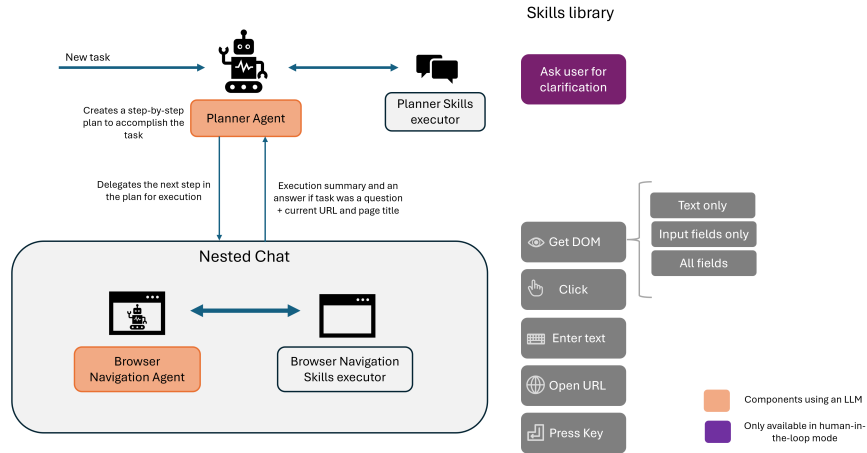 Skills library
New task
Ask user for
clarification
Planner Agent
Planner Skills
executor
Creates a step-by-step
plan to accomplish the
task
Delegates the next step in
the plan for execution
Execution summary and an
answer if task was a question
+ current URL and page title
Text only
Input fields only
All fields
Get DOM
Click
Enter text
Open URL
Press Key
Nested Chat
Browser
Navigation Agent
Browser Navigation
Skills executor
Components using an LLM
Only available in human-in-
the-loop mode